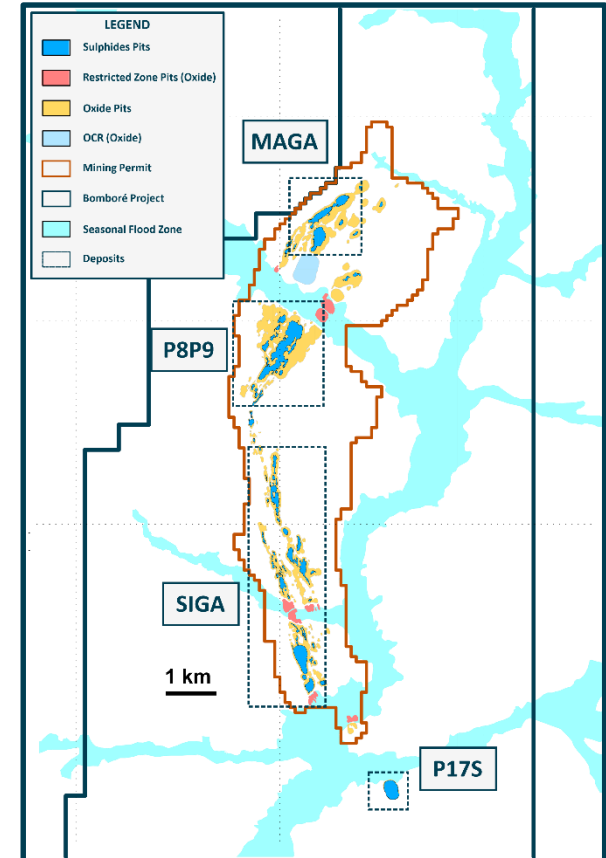 LEGEND
Sulphides Pits
Restricted Zone Pits (Oxide)
Oxide Pits
OCR (Oxide)
Mining Permit
Bomboré Project
Seasonal Flood Zone
Deposits
MAGA
P8P9
SIGA
1 km
P17S